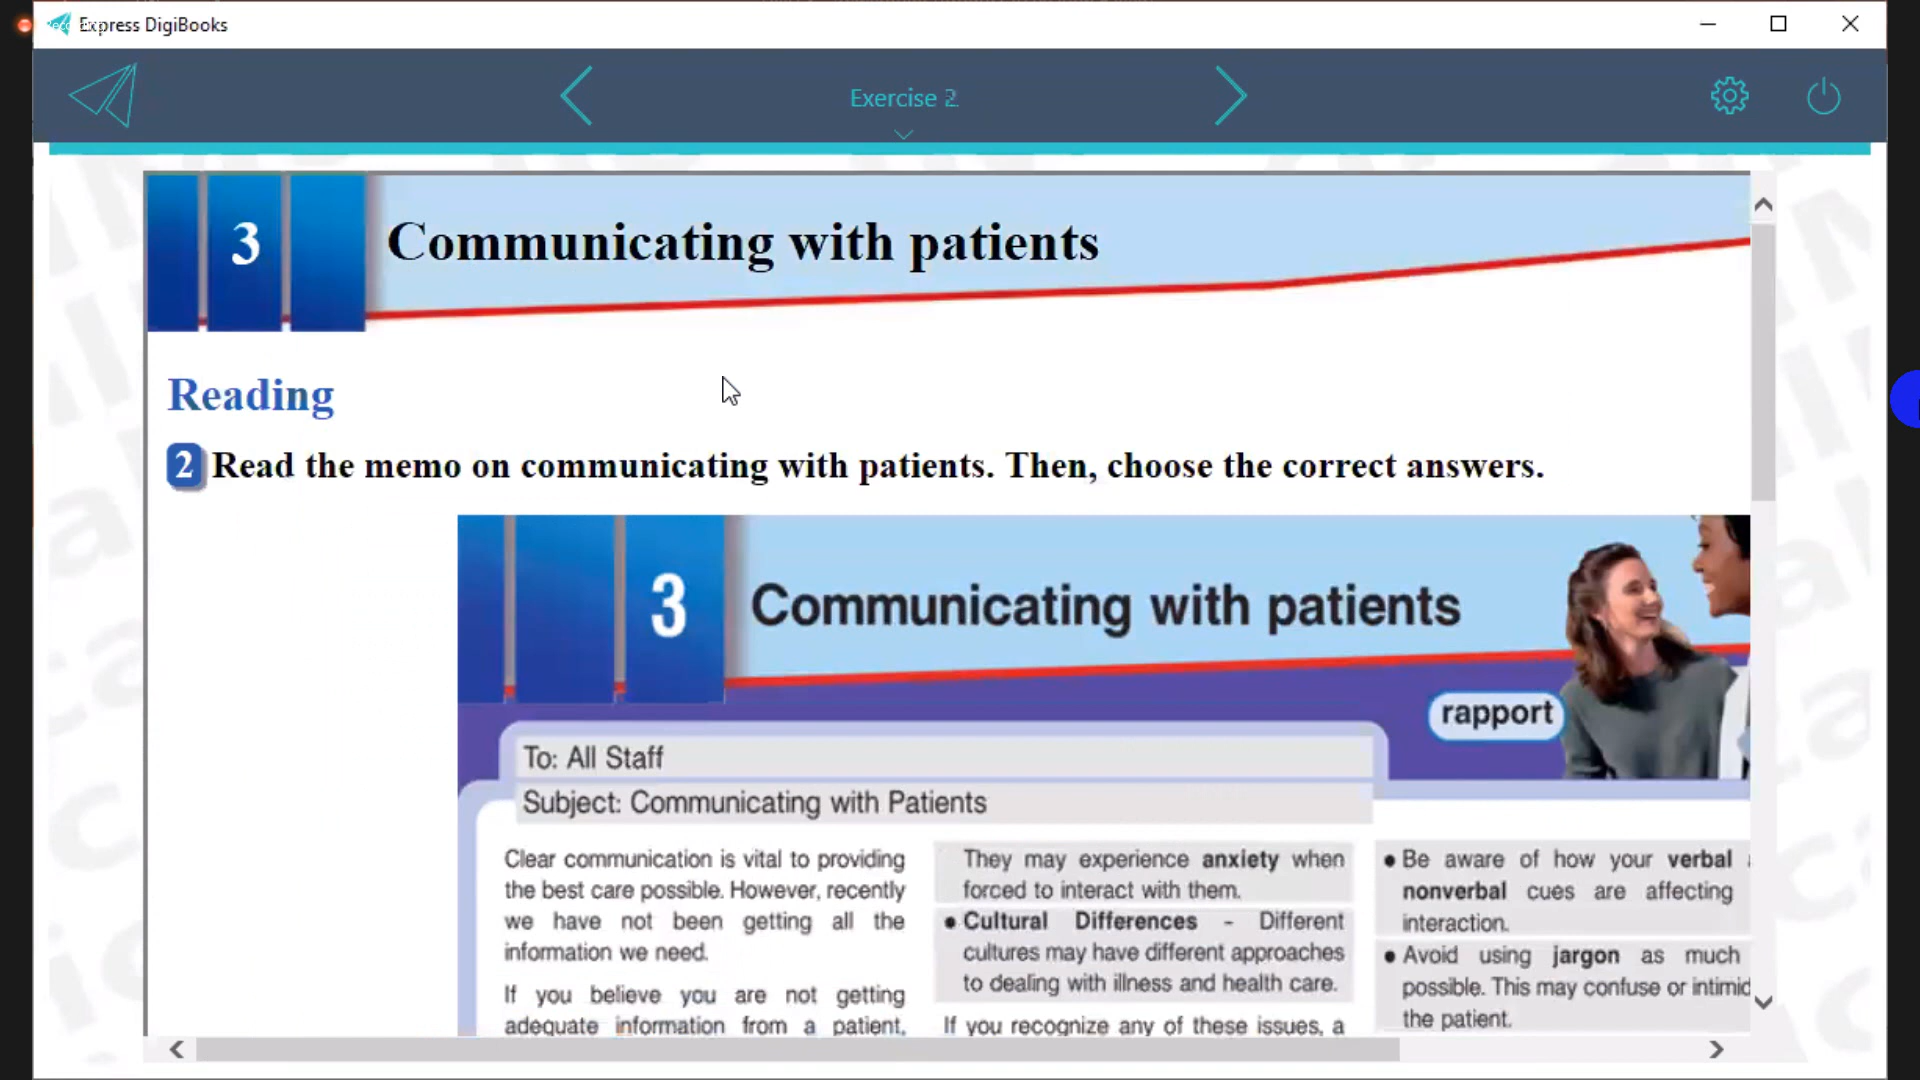 Express DigiBooks
Exercise 2
3
Communicating with patients
Reading
2 Read the memo on communicating with patients. Then, choose the correct answers.
3
Communicating with patients
rapport
To: All Staff
Subject: Communicating with Patients
Clear communication is vital to providing
the best care possible. However, recently
we have not been getting all the
information we need.
If you believe you are not getting
adequate information from a patient,
They may experience anxiety when
forced to interact with them.
● Cultural Differences - Different
cultures may have different approaches
to dealing with illness and health care.
If you recognize any of these issues, a
● Be aware of how your verbal
nonverbal cues are affecting
interaction.
● Avoid using jargon as much
possible. This may confuse or intimid
the patient.